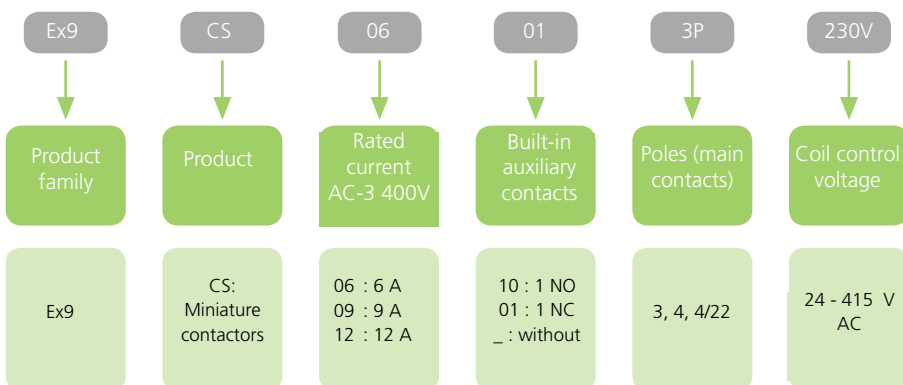 Ex9 CS 06 01 3P 230V
Product
family
Product
Rated
current
AC-3 400V
Built-in
auxiliary
contacts
Poles (main
contacts)
Coil control
voltage
Ex9
CS:
Miniature
contactors
06 : 6 A
09 : 9 A
12 : 12 A
10 : 1 NO
01 : 1 NC
_ : without
3, 4, 4/22
24 - 415 V
AC